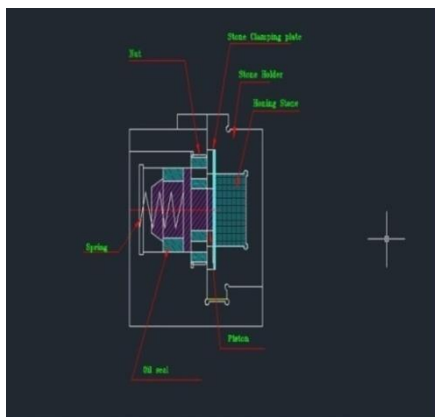 Stone Clamping plate
Nut
Stone Holder
Honing Stone
Spring
Piston
Oil seal